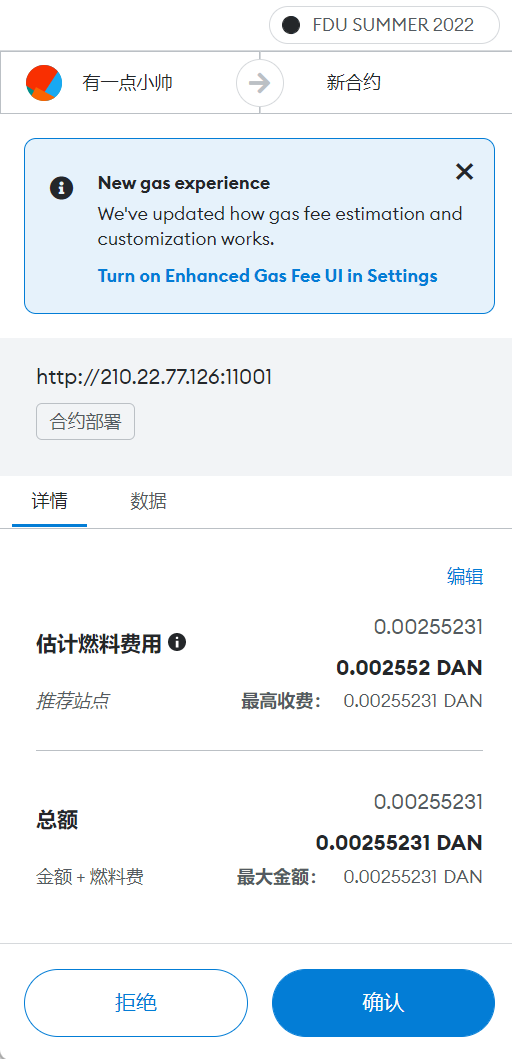 FDU SUMMER 2022
有一点小帅
新合约
New gas experience
We've updated how gas fee estimation and
customization works.
Turn on Enhanced Gas Fee UI in Settings
http://210.22.77.126:11001
合约部署
详情 数据
编辑
0.00255231
估计燃料费用
0.002552 DAN
推荐站点 最高收费： 0.00255231 DAN
0.00255231
总额
0.00255231 DAN
金额 + 燃料费 最大金额： 0.00255231 DAN
拒绝 确认